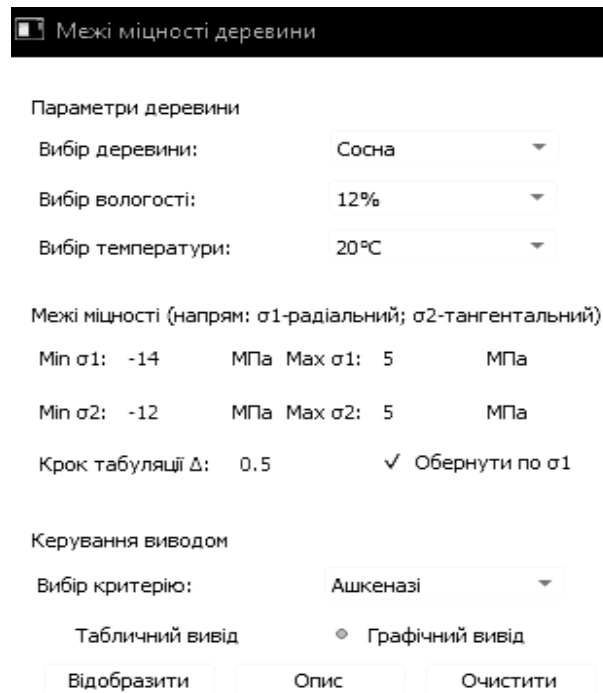 Межі міцності деревини
Параметри деревини
Вибір деревини: Сосна
Вибір вологості: 12%
Вибір температури: 20°C
Межі міцності (напрям: σ1-радіальний; σ2-тангентальний)
Min σ1: -14 МПа Max σ1: 5 МПа
Min σ2: -12 МПа Max σ2: 5 МПа
Крок табуляції Δ: 0.5 ✓ Обернути по σ1
Керування виводом
Вибір критерію: Ашкеназі
Табличний вивід Графічний вивід
Відобразити Опис Очистити